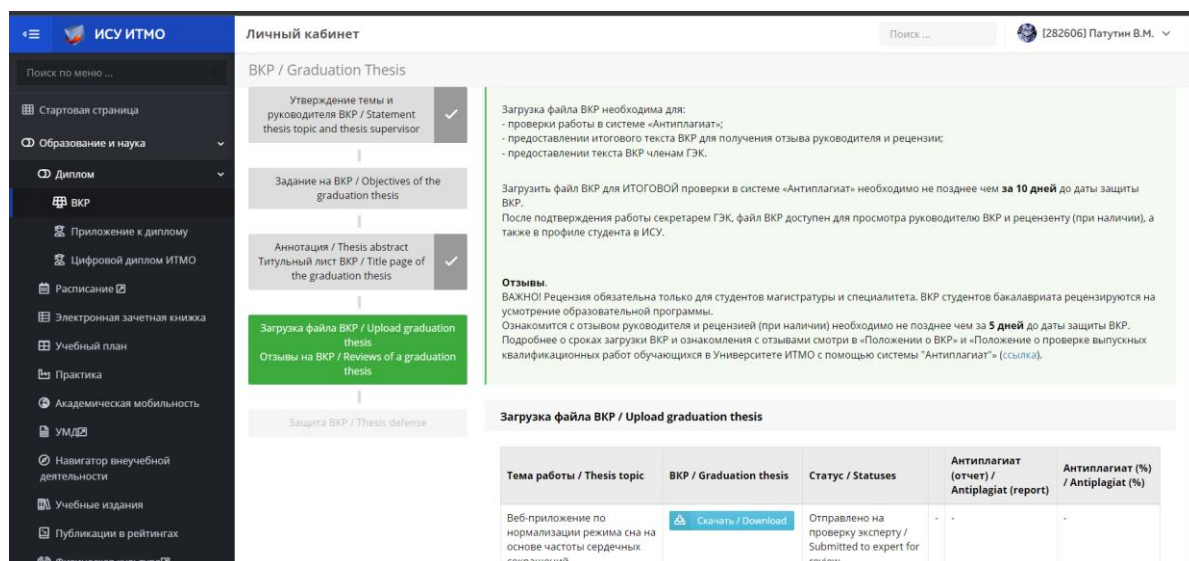 ИСУ ИТМО
Личный кабинет
Поиск ...
[282606] Патутин В.М.
Поиск по меню ...
Стартовая страница
Образование и наука
Диплом
ВКР
Приложение к диплому
Цифровой диплом ИТМО
Расписание
Электронная зачетная книжка
Учебный план
Практика
Академическая мобильность
УМД
Навигатор внеучебной
деятельности
Учебные издания
Публикации в рейтингах
ВКР / Graduation Thesis
Утверждение темы и
руководителя ВКР / Statement
thesis topic and thesis supervisor
Задание на ВКР / Objectives of the
graduation thesis
Аннотация / Thesis abstract
Титульный лист ВКР / Title page of
the graduation thesis
Загрузка файла ВКР / Upload graduation
thesis
Отзывы на ВКР / Reviews of a graduation
thesis
Защита ВКР / Thesis defense
Загрузка файла ВКР необходима для:
- проверки работы в системе «Антиплагиат»;
- предоставлении итогового текста ВКР для получения отзыва руководителя и рецензии;
- предоставлении текста ВКР членам ГЭК.
Загрузить файл ВКР для ИТОГОВОЙ проверки в системе «Антиплагиат» необходимо не позднее чем за 10 дней до даты защиты
ВКР.
После подтверждения работы секретарем ГЭК, файл ВКР доступен для просмотра руководителю ВКР и рецензенту (при наличии), а
также в профиле студента в ИСУ.
Отзывы.
ВАЖНО! Рецензия обязательна только для студентов магистратуры и специалитета. ВКР студентов бакалавриата рецензируются на
усмотрение образовательной программы.
Ознакомится с отзывом руководителя и рецензией (при наличии) необходимо не позднее чем за 5 дней до даты защиты ВКР.
Подробнее о сроках загрузки ВКР и ознакомления с отзывами смотри в «Положении о ВКР» и «Положение о проверке выпускных
квалификационных работ обучающихся в Университете ИТМО с помощью системы "Антиплагиат"» (ссылка).
Загрузка файла ВКР / Upload graduation thesis
Тема работы / Thesis topic
ВКР / Graduation thesis
Статус / Statuses
Антиплагиат
(отчет) /
Antiplagiat (report)
Антиплагиат (%)
/ Antiplagiat (%)
Веб-приложение по
нормализации режима сна на
основе частоты сердечных
Скачать / Download
Отправлено на
проверку эксперту /
Submitted to expert for
- - -